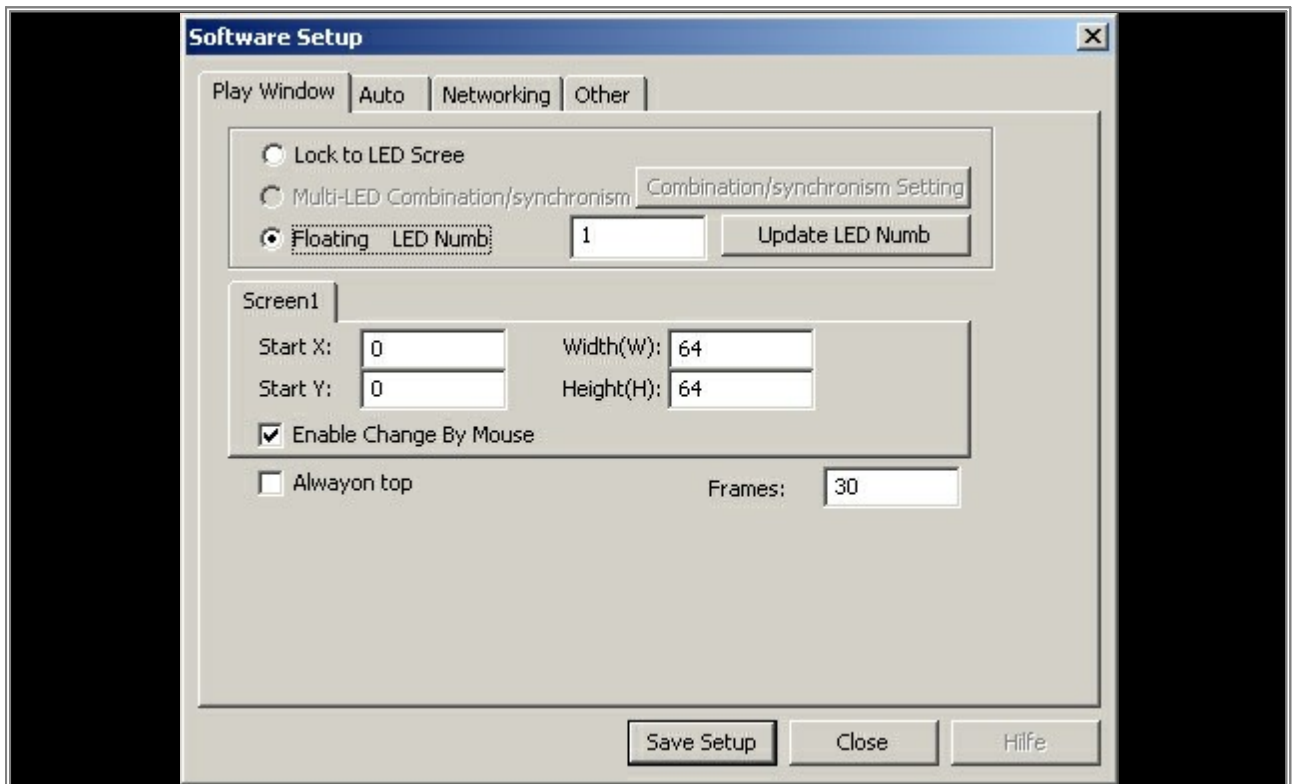 Software Setup
Play Window Auto Networking Other
Lock to LED Scree
Multi-LED Combination/synchronism Combination/synchronism Setting
Floating LED Numb 1 Update LED Numb
Screen1
Start X: 0 Width(W): 64
Start Y: 0 Height(H): 64
Enable Change By Mouse
Alwayon top Frames: 30
Save Setup Close Hilfe